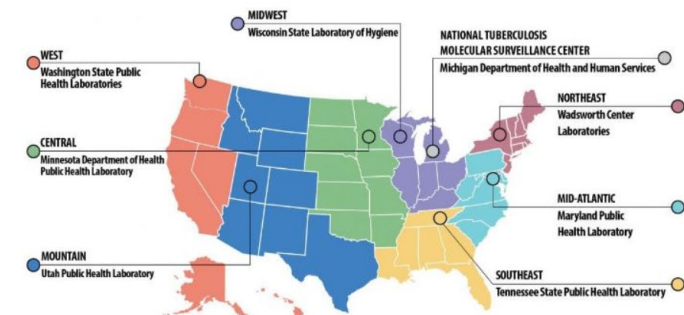 MIDWEST
Wisconsin State Laboratory of Hygiene
NATIONAL TUBERCULOSIS
MOLECULAR SURVEILLANCE CENTER
Michigan Department of Health and Human Services
WEST
Washington State Public
Health Laboratories
NORTHEAST
Wadsworth Center
Laboratories
CENTRAL
Minnesota Department of Health
Public Health Laboratory
MID-ATLANTIC
Maryland Public
Health Laboratory
MOUNTAIN
Utah Public Health Laboratory
SOUTHEAST
Tennessee State Public Health Laboratory